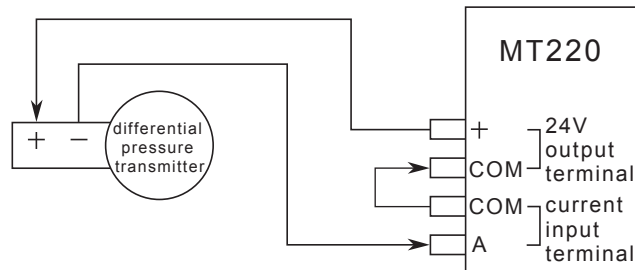 MT220
+
24V
output
terminal
COM
COM
current
input
terminal
A
+ −
differential
pressure
transmitter